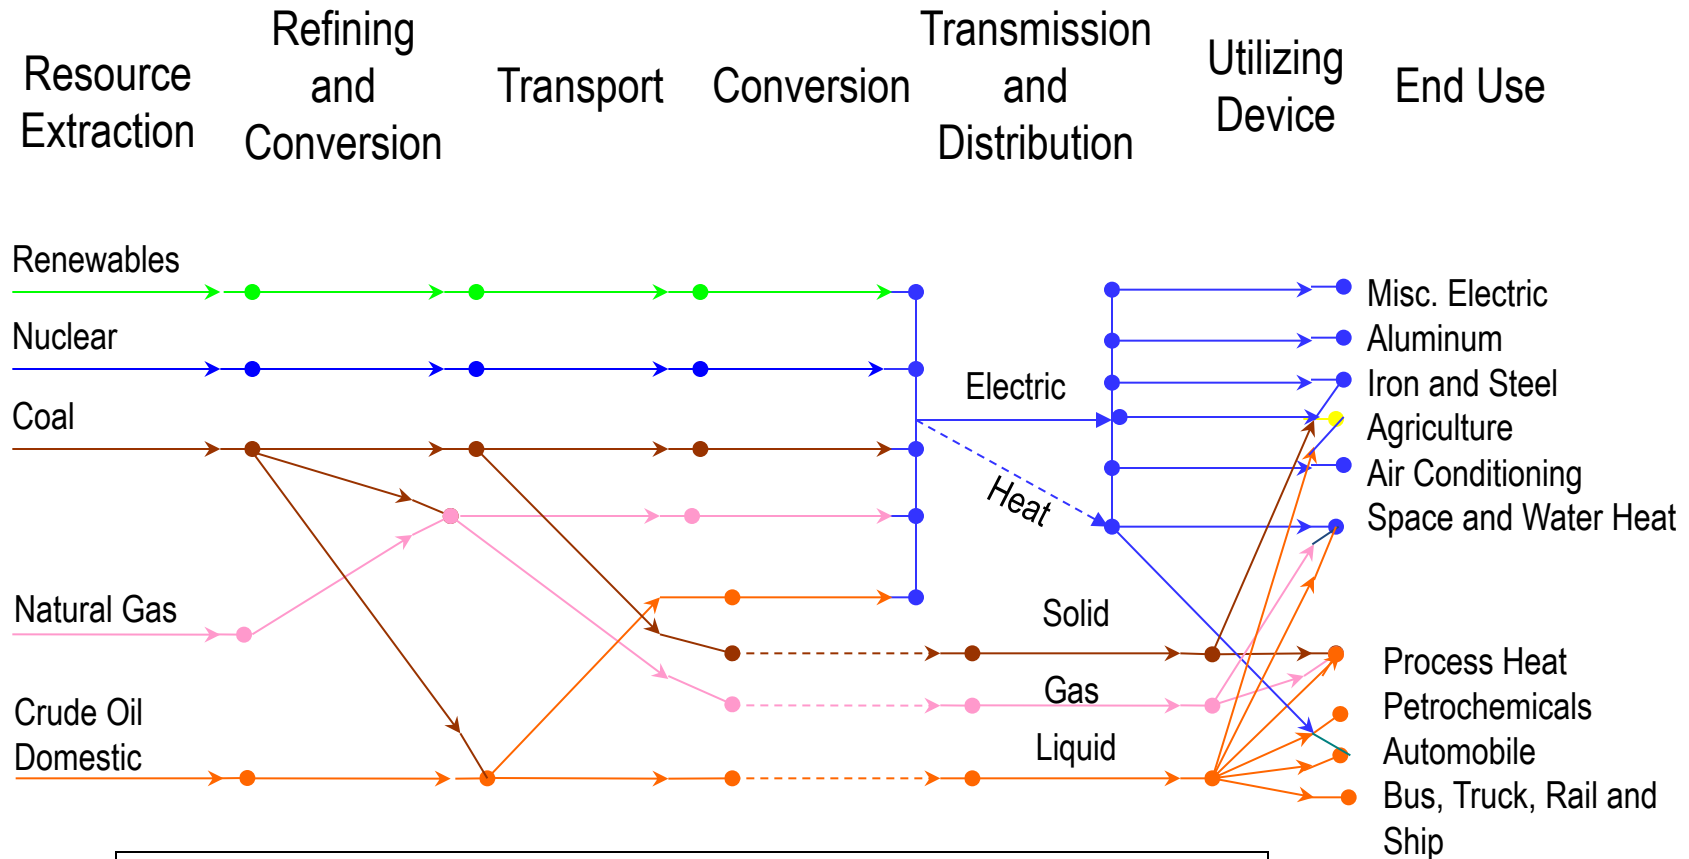 Resource
Extraction
Refining
and
Conversion
Transport
Conversion
Transmission
and
Distribution
Utilizing
Device
End Use
Renewables
Nuclear
Coal
Natural Gas
Crude Oil
Domestic
Electric
Heat
Solid
Gas
Liquid
Misc. Electric
Aluminum
Iron and Steel
Agriculture
Air Conditioning
Space and Water Heat
Process Heat
Petrochemicals
Automobile
Bus, Truck, Rail and
Ship